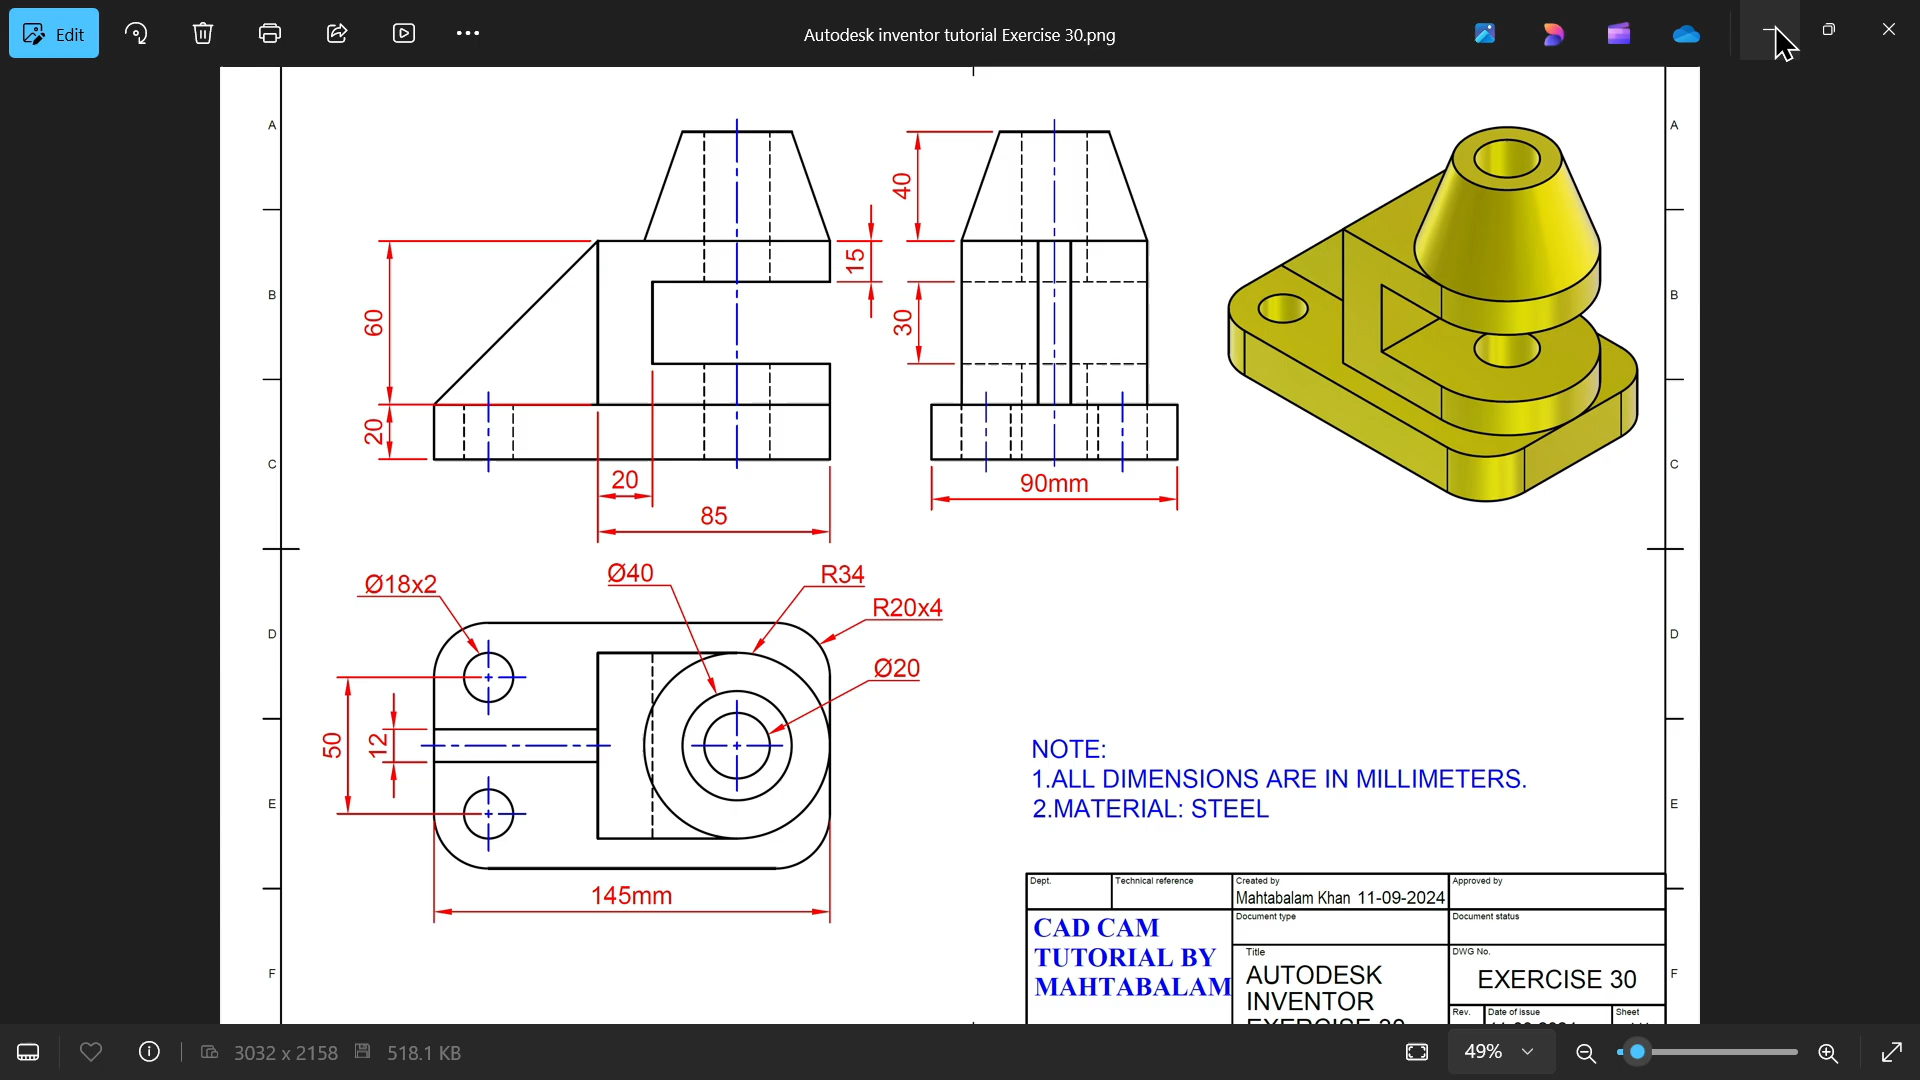 Edit
Autodesk inventor tutorial Exercise 30.png
A
A
B
B
C
C
D
D
E
E
F
F
60
20
20
85
15
40
30
90mm
Ø18x2
Ø40
R34
R20x4
Ø20
50
12
145mm
NOTE:
1.ALL DIMENSIONS ARE IN MILLIMETERS.
2.MATERIAL: STEEL
Dept.
Technical reference
Created by
Mahtabalam Khan 11-09-2024
Approved by
CAD CAM
TUTORIAL BY
MAHTABALAM
Document type
Document status
Title
AUTODESK
INVENTOR
EXERCISE 30
DWG No.
EXERCISE 30
Rev.
Date of issue
Sheet
3032 x 2158
518.1 KB
49%